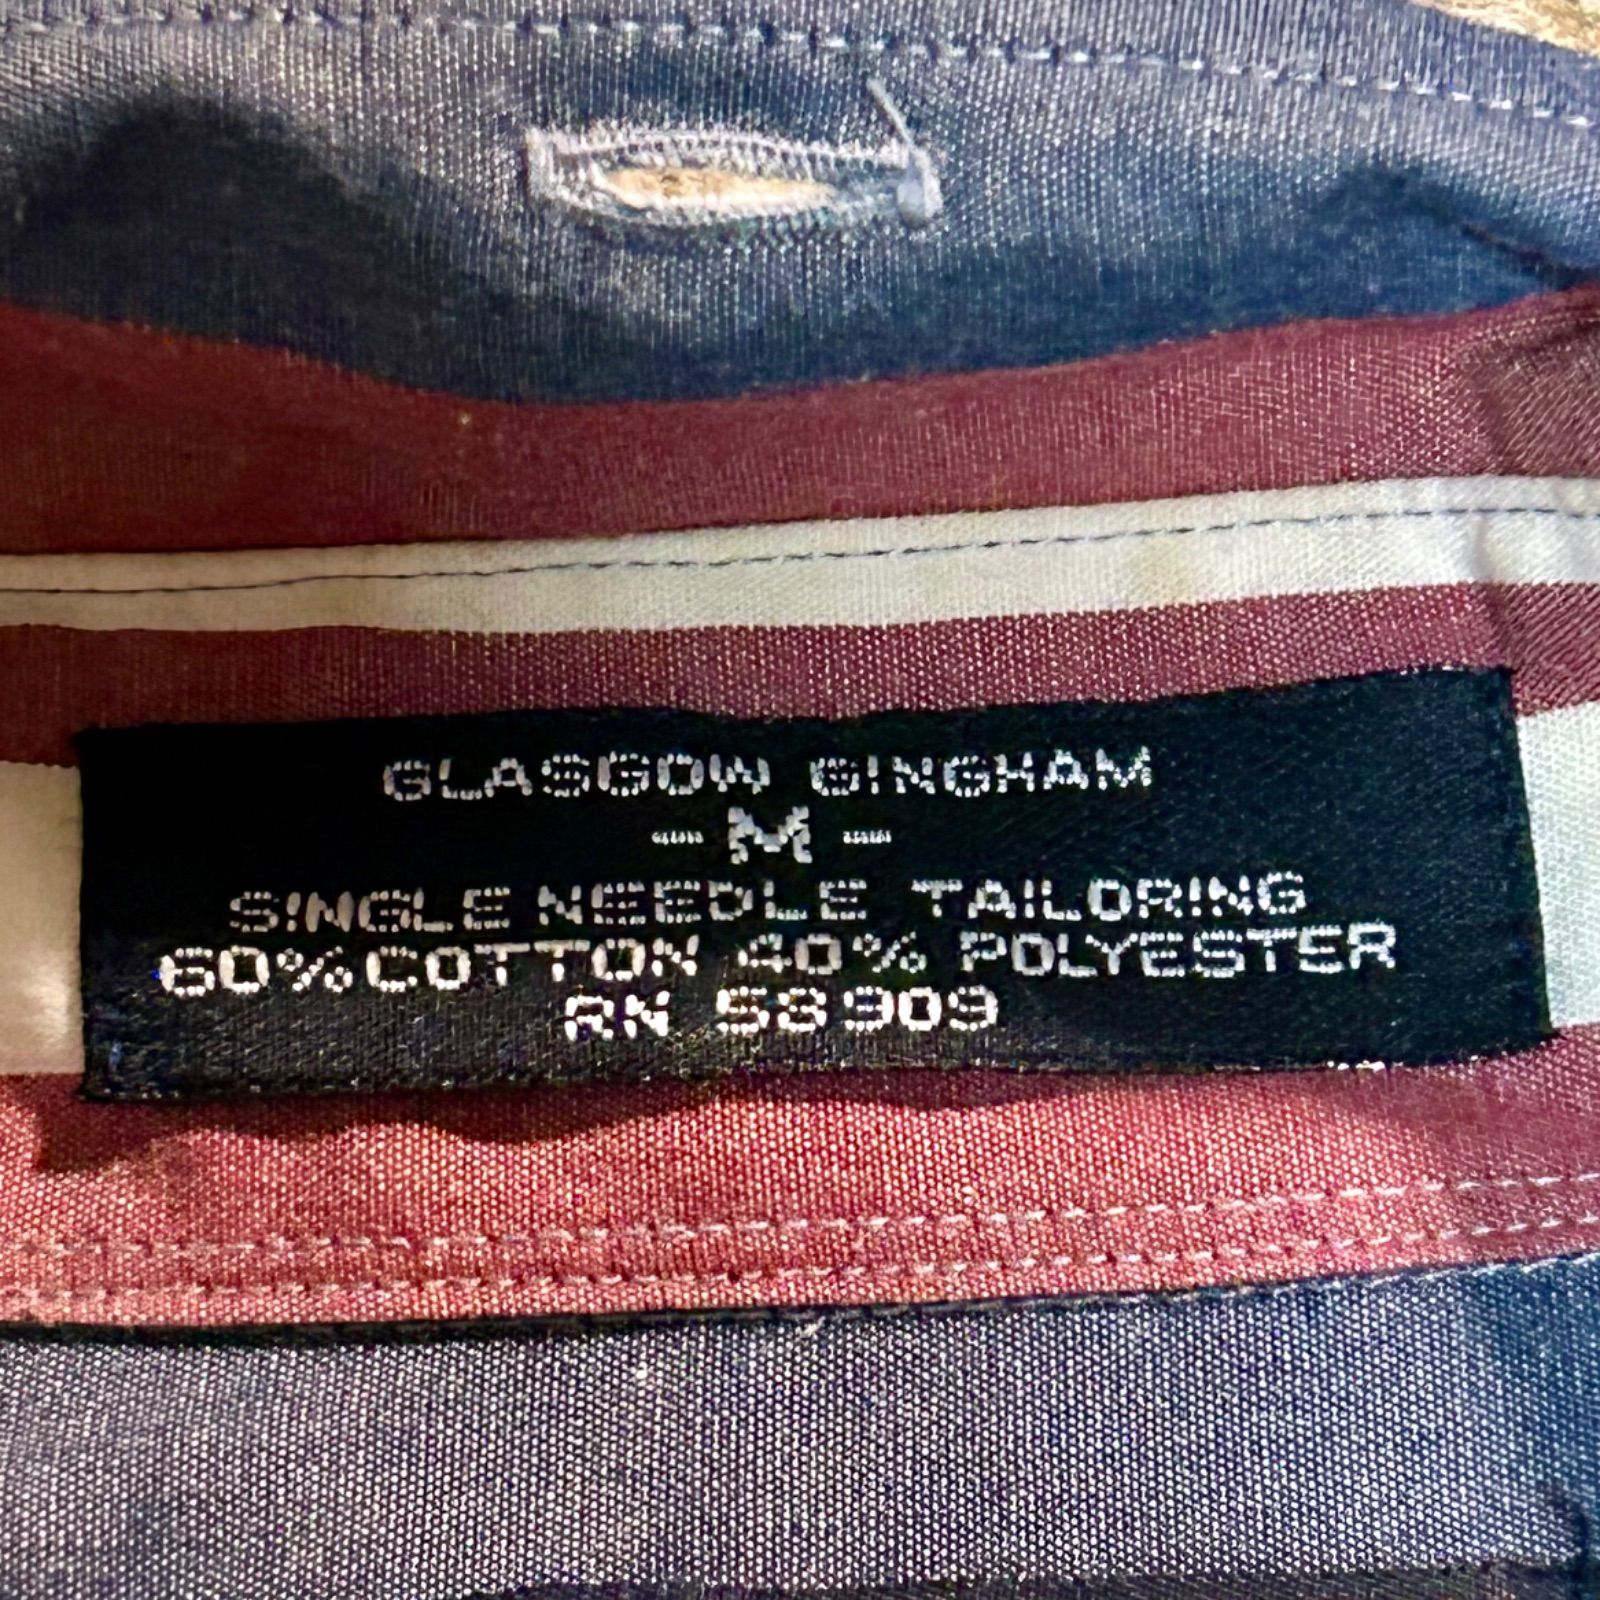 GLASGOW GINGHAM
- M -
SINGLE NEEDLE TAILORING
60% COTTON 40% POLYESTER
RN 58909